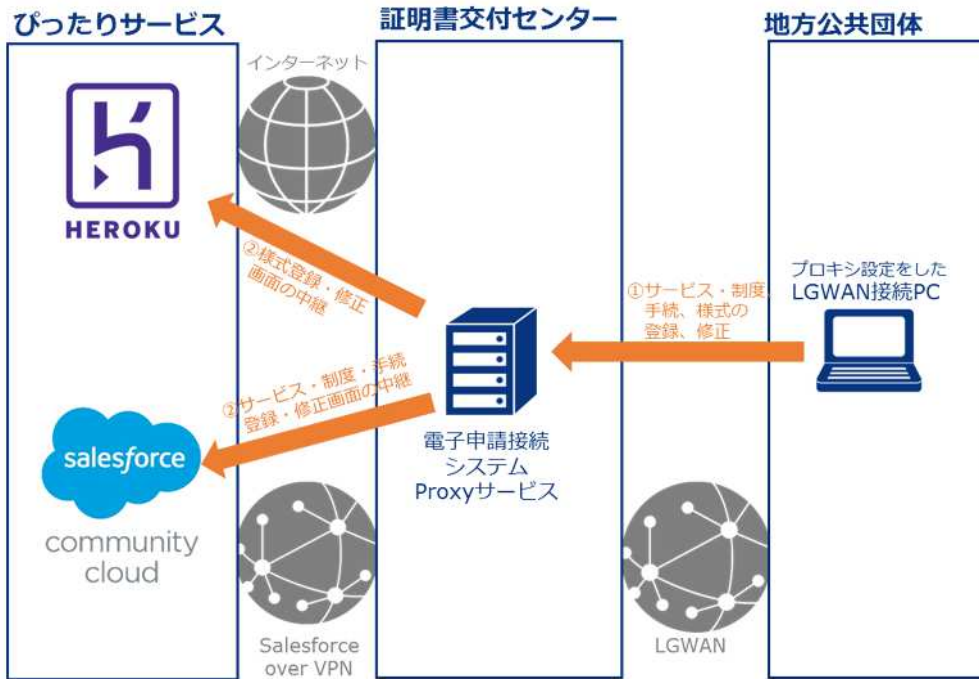 ぴったりサービス
証明書交付センター
地方公共団体
インターネット
HEROKU
②様式登録・修正
画面の中継
①サービス・制度、
手続、様式の
登録、修正
プロキシ設定をした
LGWAN接続PC
②サービス・制度・手続
登録・修正画面の中継
salesforce
community
cloud
電子申請接続
システム
Proxyサービス
Salesforce
over VPN
LGWAN